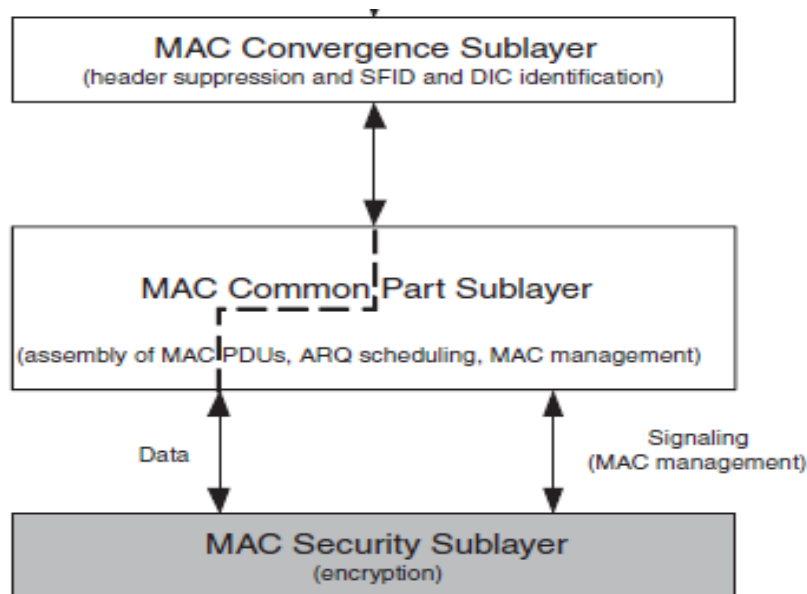 MAC Convergence Sublayer
(header suppression and SFID and DIC identification)
MAC Common Part Sublayer
(assembly of MAC PDUs, ARQ scheduling, MAC management)
Data
Signaling
(MAC management)
MAC Security Sublayer
(encryption)